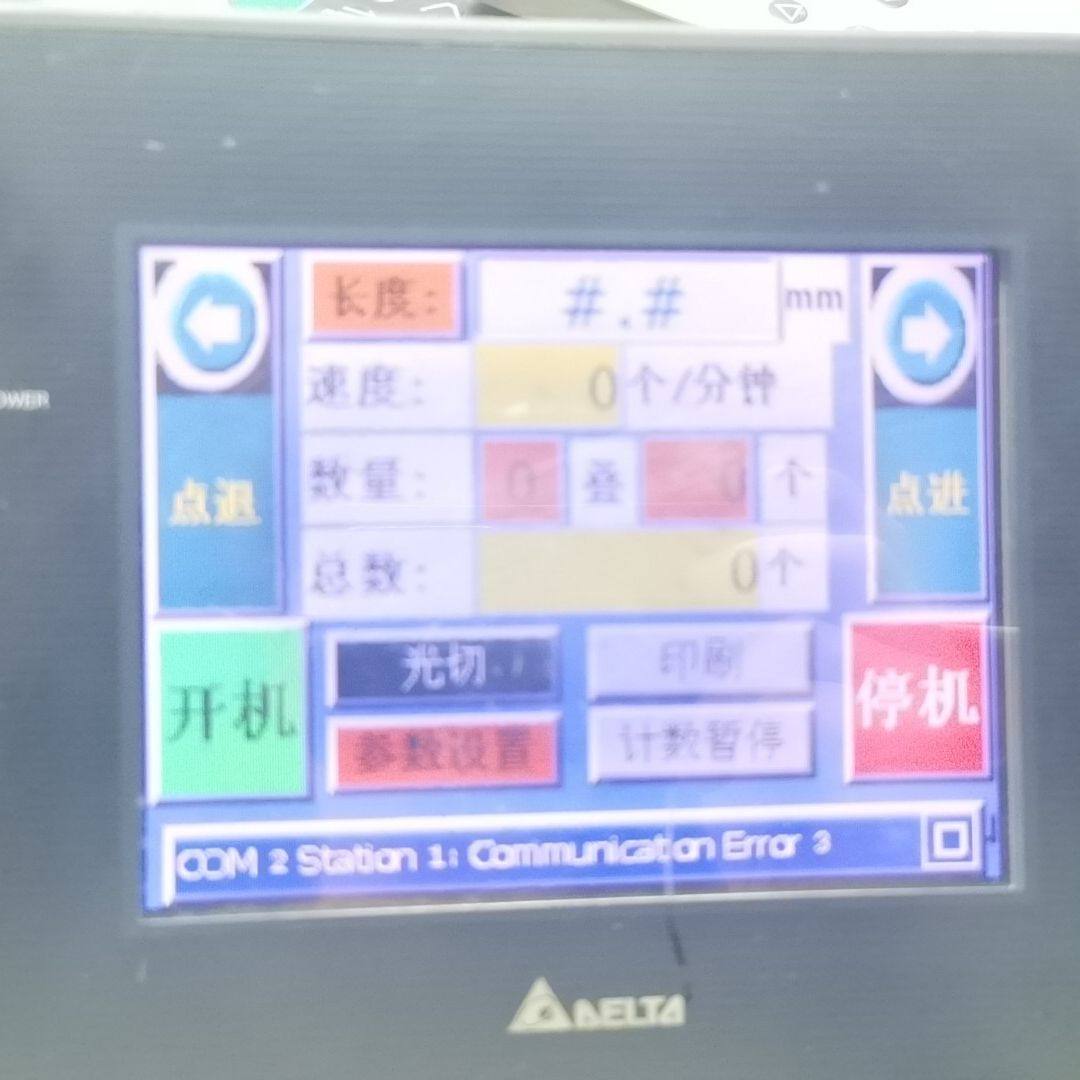 长度: #.# mm
速度: 0 个/分钟
OWER
数量: 0 叠 0 个
点退
点进
总数: 0 个
开机
光切
印刷
停机
参数设置
计数暂停
COM 2 Station 1: Communication Error 3
DELTA